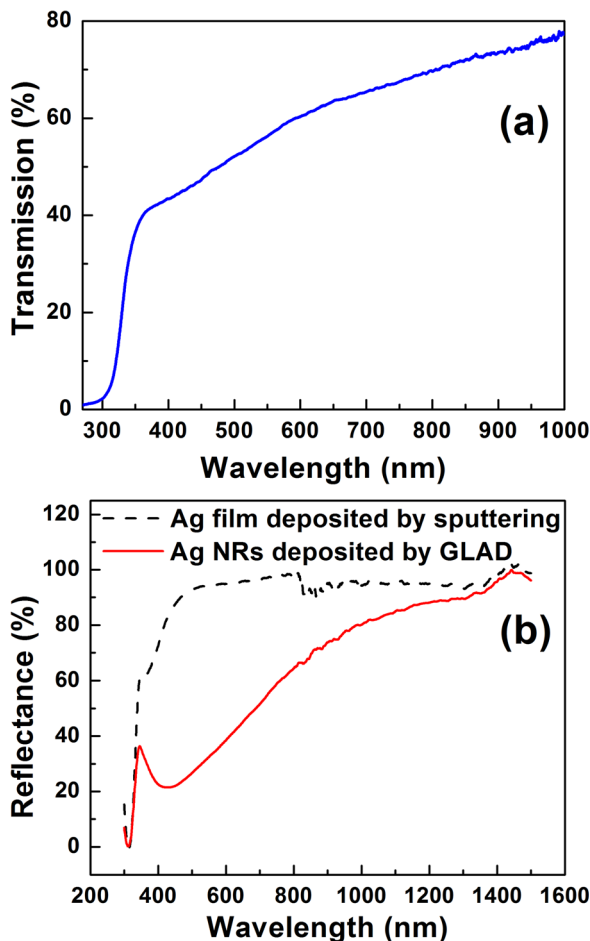 80
60
40
20
0
Transmission (%)
(a)
300 400 500 600 700 800 900 1000
Wavelength (nm)
120
100
80
60
40
20
0
Reflectance (%)
Ag film deposited by sputtering
Ag NRs deposited by GLAD
(b)
200 400 600 800 1000 1200 1400 1600
Wavelength (nm)